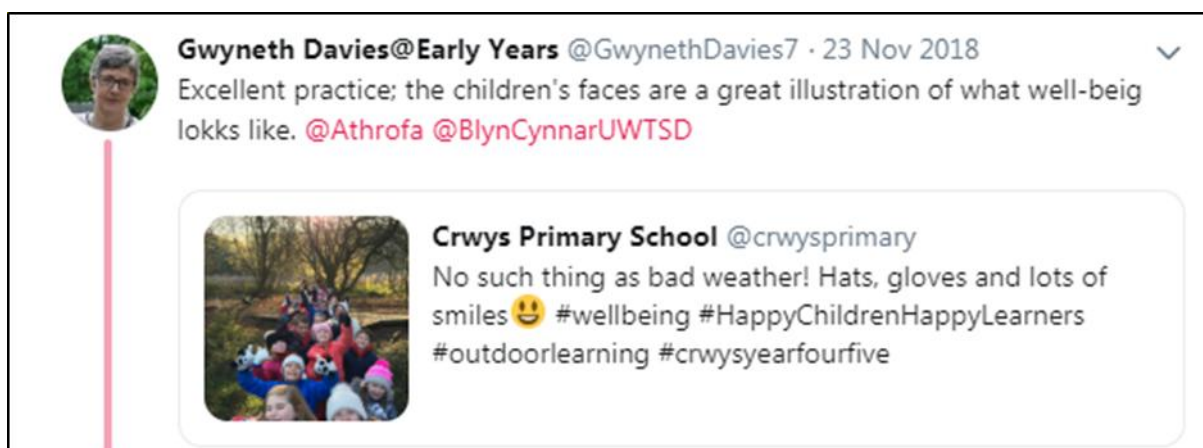 Gwyneth Davies@Early Years @GwynethDavies7 · 23 Nov 2018
Excellent practice; the children's faces are a great illustration of what well-beig
lokks like. @Athrofa @BlynCynnarUWTSD
Crwys Primary School @crwysprimary
No such thing as bad weather! Hats, gloves and lots of
smiles😃 #wellbeing #HappyChildrenHappyLearners
#outdoorlearning #crwysyearfourfive